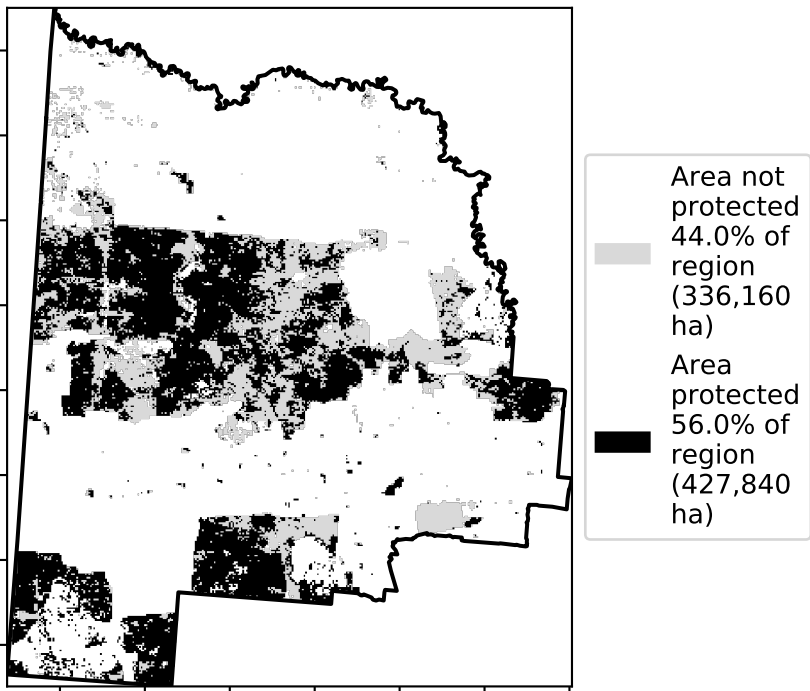 Area not
protected
44.0% of
region
(336,160
ha)
Area
protected
56.0% of
region
(427,840
ha)